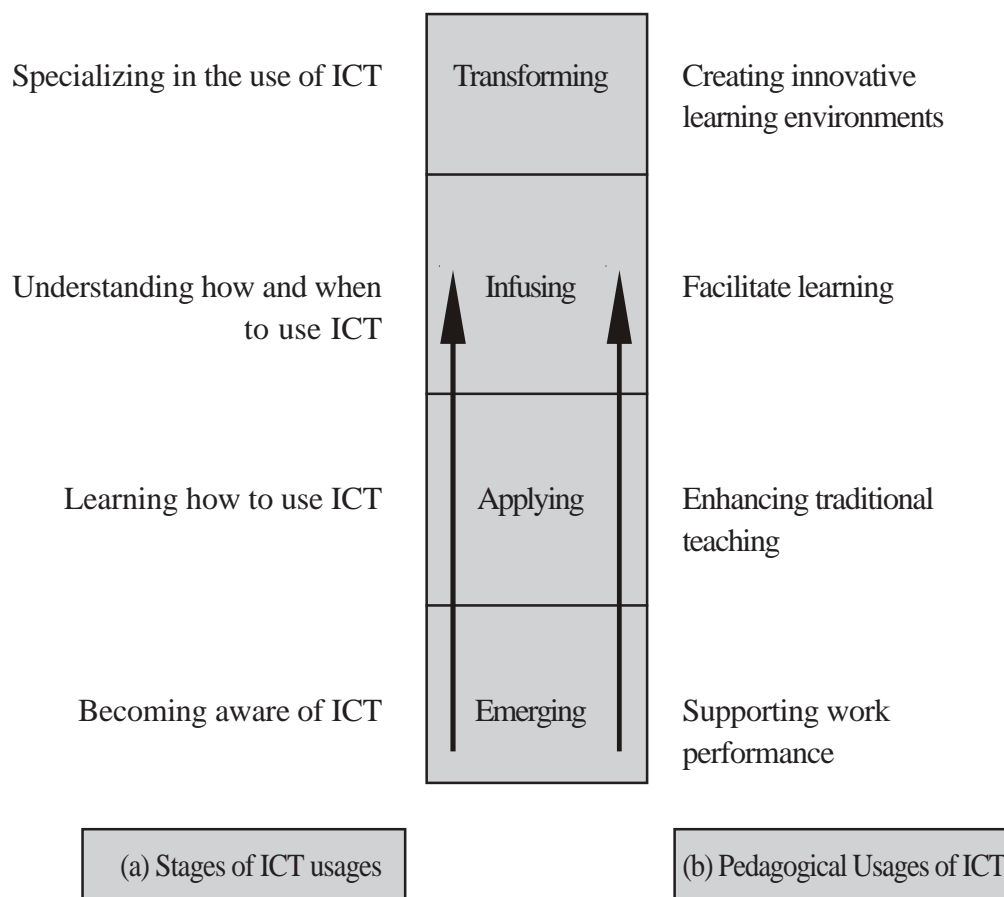 Specializing in the use of ICT
Transforming
Creating innovative
learning environments
Understanding how and when
to use ICT
Infusing
Facilitate learning
Learning how to use ICT
Applying
Enhancing traditional
teaching
Becoming aware of ICT
Emerging
Supporting work
performance
(a) Stages of ICT usages
(b) Pedagogical Usages of ICT